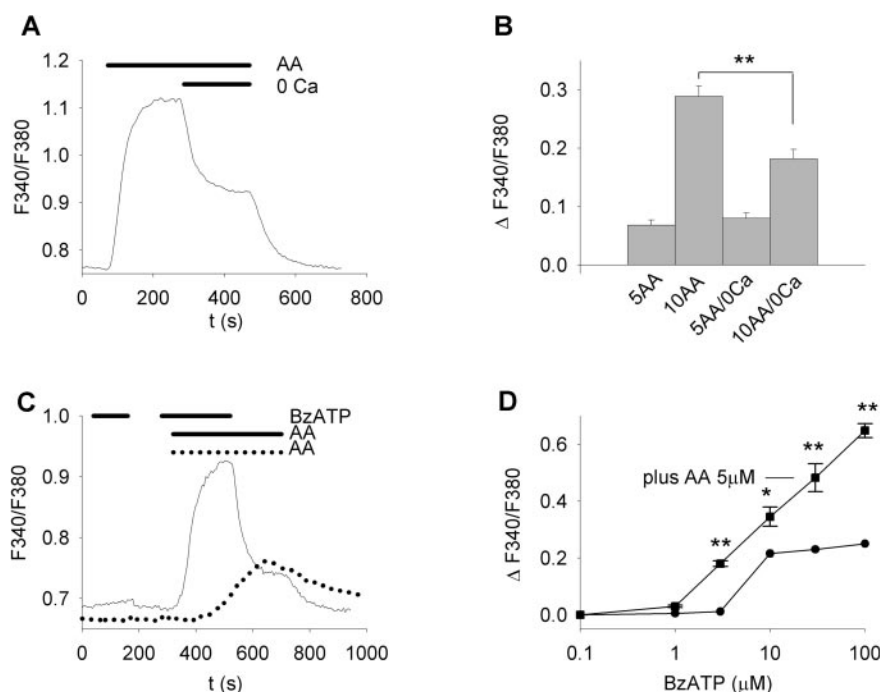 A
AA
0 Ca
1.2
1.1
1.0
0.9
0.8
F340/F380
0 200 400 600 800
t (s)
B
**
0.3
0.2
0.1
0.0
Δ F340/F380
5AA
10AA
5AA/0Ca
10AA/0Ca
C
BzATP
AA
AA
1.0
0.9
0.8
0.7
F340/F380
0 200 400 600 800 1000
t (s)
D
**
**
*
**
plus AA 5μM
0.6
0.4
0.2
0.0
Δ F340/F380
0.1 1 10 100
BzATP (μM)